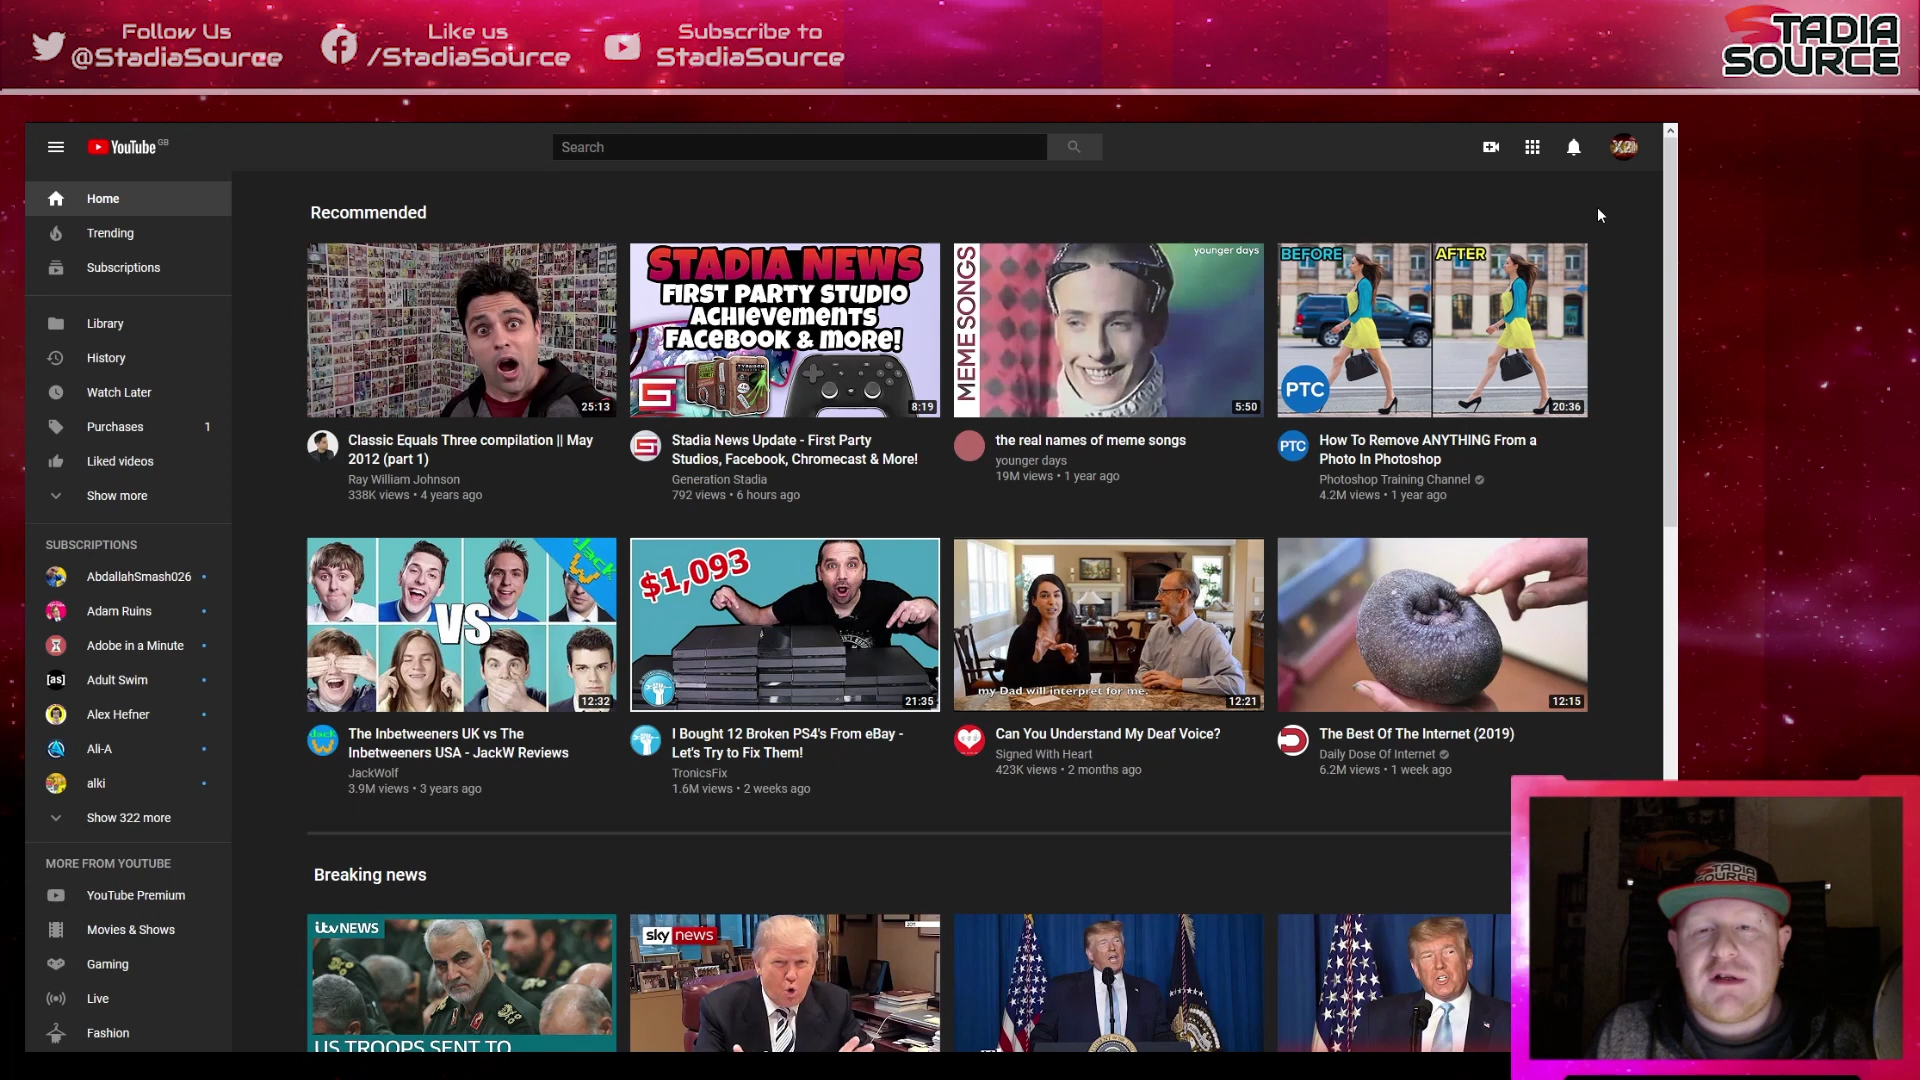 Follow Us
@StadiaSource
Like us
/StadiaSource
Subscribe to
StadiaSource
STADIA
SOURCE
YouTube GB
Search
Home
Trending
Subscriptions
Library
History
Watch Later
Purchases 1
Liked videos
Show more
SUBSCRIPTIONS
AbdallahSmash026
Adam Ruins
Adobe in a Minute
[as] Adult Swim
Alex Hefner
Ali-A
alki
Show 322 more
MORE FROM YOUTUBE
YouTube Premium
Movies & Shows
Gaming
Live
Fashion
Recommended
25:13
Classic Equals Three compilation || May
2012 (part 1)
Ray William Johnson
338K views • 4 years ago
STADIA NEWS
FIRST PARTY STUDIO
ACHIEVEMENTS
FACEBOOK & MORE!
8:19
Stadia News Update - First Party
Studios, Facebook, Chromecast & More!
Generation Stadia
792 views • 6 hours ago
MEME SONGS
younger days
5:50
the real names of meme songs
younger days
19M views • 1 year ago
BEFORE
AFTER
PTC
20:36
PTC
How To Remove ANYTHING From a
Photo In Photoshop
Photoshop Training Channel
4.2M views • 1 year ago
jack
VS
12:32
The Inbetweeners UK vs The
Inbetweeners USA - JackW Reviews
JackWolf
3.9M views • 3 years ago
$1,093
21:35
I Bought 12 Broken PS4's From eBay -
Let's Try to Fix Them!
TronicsFix
1.6M views • 2 weeks ago
my Dad will interpret for me.
12:21
Can You Understand My Deaf Voice?
Signed With Heart
423K views • 2 months ago
12:15
The Best Of The Internet (2019)
Daily Dose Of Internet
6.2M views • 1 week ago
Breaking news
itv NEWS
US TROOPS SENT TO
sky news
STADIA
SOURCE